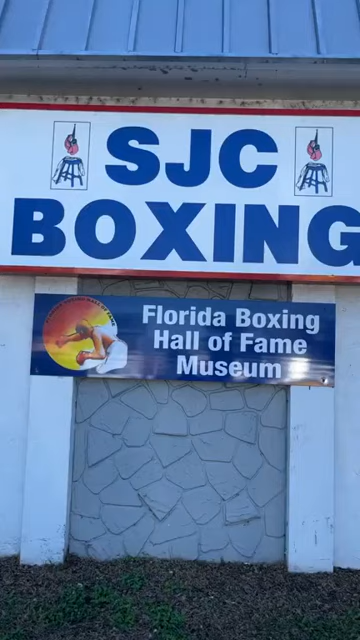 SJC
BOXING
Florida Boxing
Hall of Fame
Museum